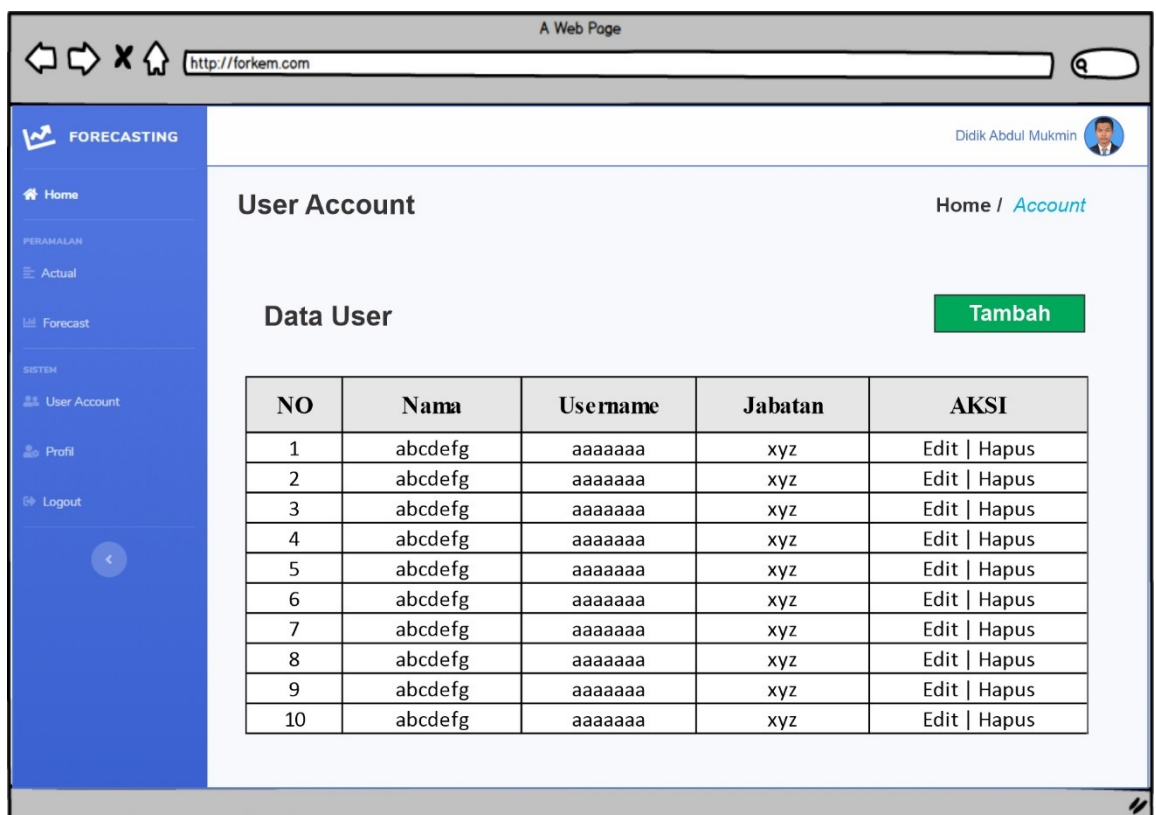 A Web Page
http://forkem.com
FORECASTING
Didik Abdul Mukmin
Home
PERAMALAN
Actual
Forecast
SISTEM
User Account
Profil
Logout
User Account
Home / Account
Data User
Tambah
NO Nama Username Jabatan AKSI
1 abcdefg aaaaaaa xyz Edit | Hapus
2 abcdefg aaaaaaa xyz Edit | Hapus
3 abcdefg aaaaaaa xyz Edit | Hapus
4 abcdefg aaaaaaa xyz Edit | Hapus
5 abcdefg aaaaaaa xyz Edit | Hapus
6 abcdefg aaaaaaa xyz Edit | Hapus
7 abcdefg aaaaaaa xyz Edit | Hapus
8 abcdefg aaaaaaa xyz Edit | Hapus
9 abcdefg aaaaaaa xyz Edit | Hapus
10 abcdefg aaaaaaa xyz Edit | Hapus